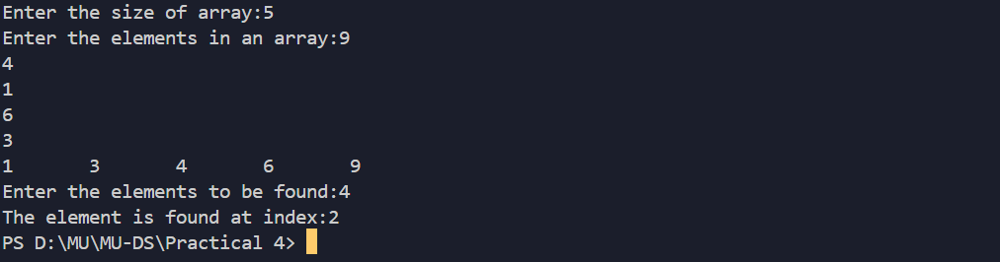 Enter the size of array:5
Enter the elements in an array:9
4
1
6
3
1       3       4       6       9
Enter the elements to be found:4
The element is found at index:2
PS D:\MU\MU-DS\Practical 4>